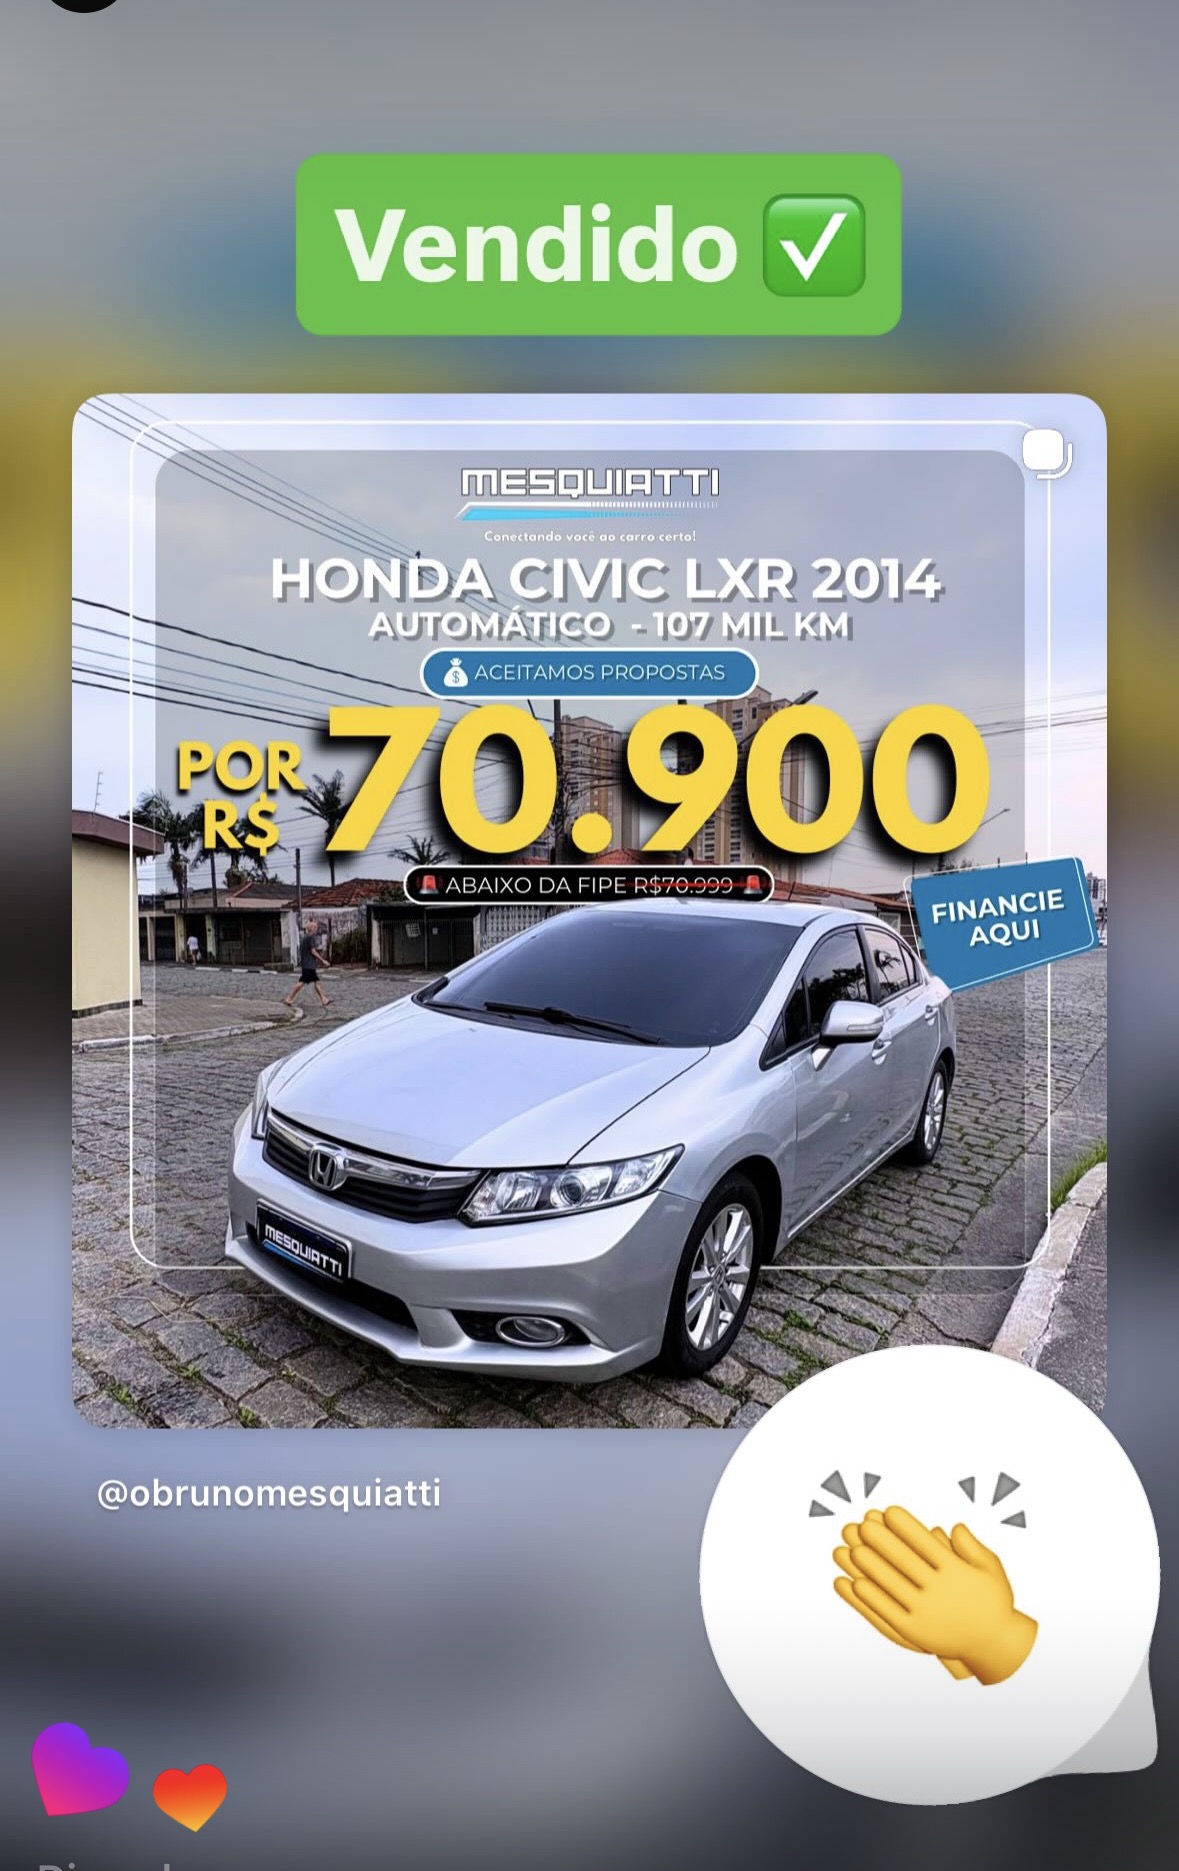 Vendido ✅
MESQUIATTI
Conectando você ao carro certo!
HONDA CIVIC LXR 2014
AUTOMÁTICO - 107 MIL KM
ACEITAMOS PROPOSTAS
POR
R$
70.900
🚨 ABAIXO DA FIPE R$70.999 🚨
FINANCIE
AQUI
MESQUIATTI
@obrunomesquiatti